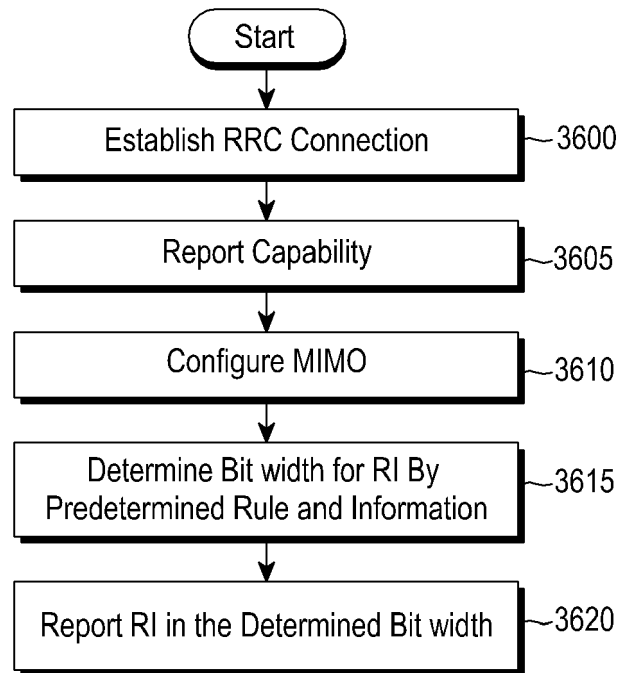 Start
Establish RRC Connection
3600
Report Capability
3605
Configure MIMO
3610
Determine Bit width for RI By
Predetermined Rule and Information
3615
Report RI in the Determined Bit width
3620